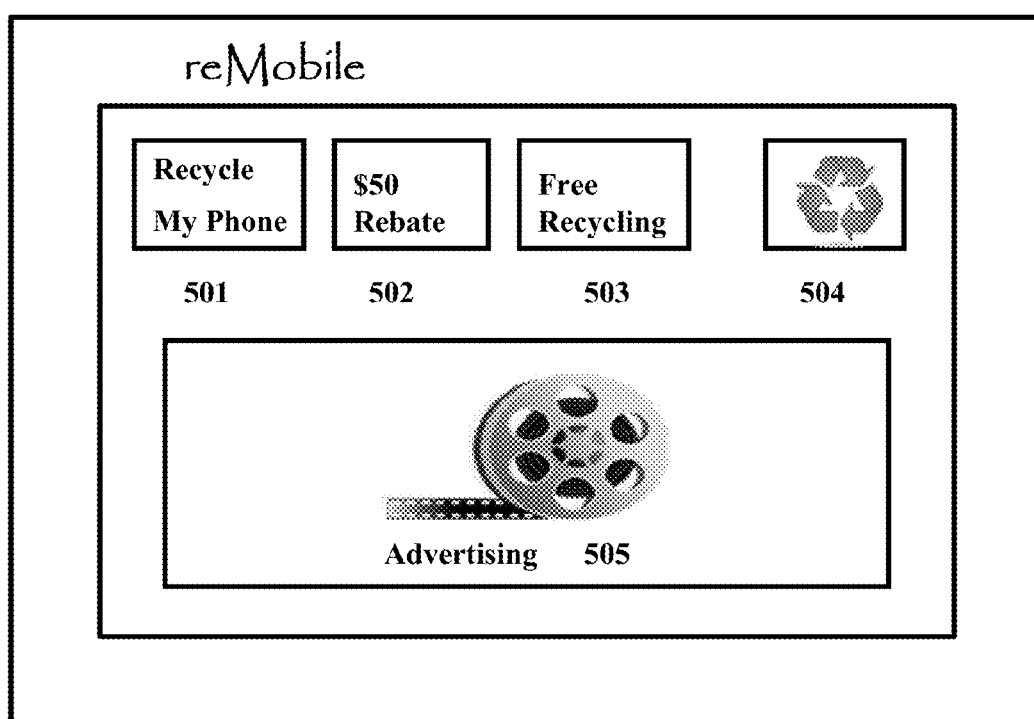 reMobile
Recycle
My Phone
$50
Rebate
Free
Recycling
501
502
503
504
Advertising 505